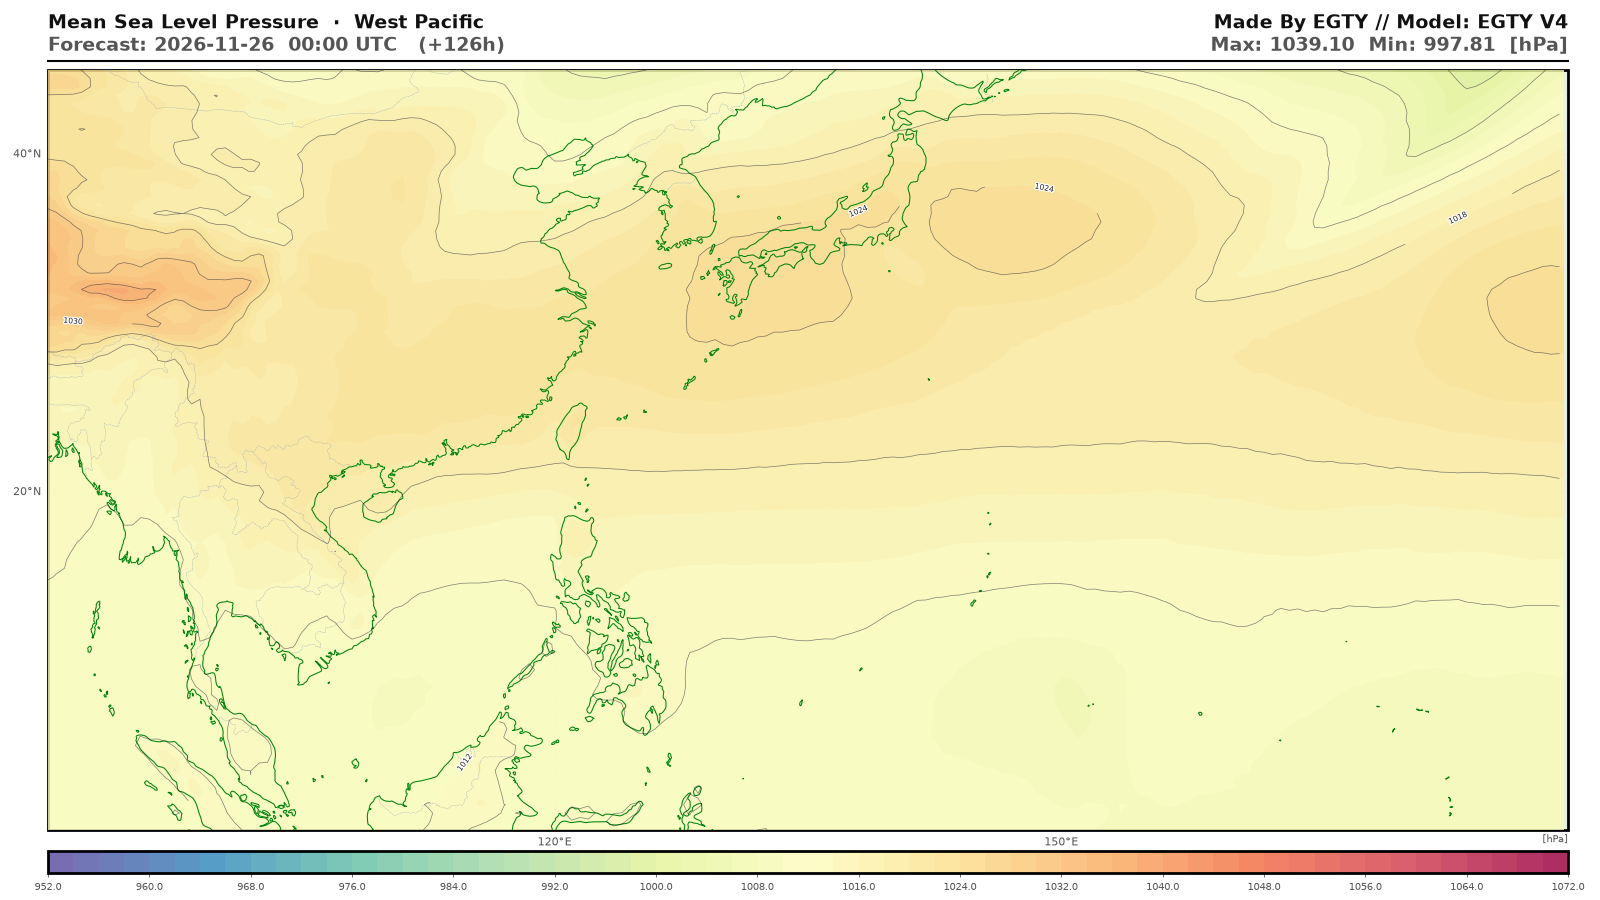 Mean Sea Level Pressure · West Pacific
Made By EGTY // Model: EGTY V4
Forecast: 2026-11-26 00:00 UTC (+126h)
Max: 1039.10 Min: 997.81 [hPa]
40°N
1024
1024
1018
1030
20°N
1012
120°E
150°E
[hPa]
952.0
960.0
968.0
976.0
984.0
992.0
1000.0
1008.0
1016.0
1024.0
1032.0
1040.0
1048.0
1056.0
1064.0
1072.0